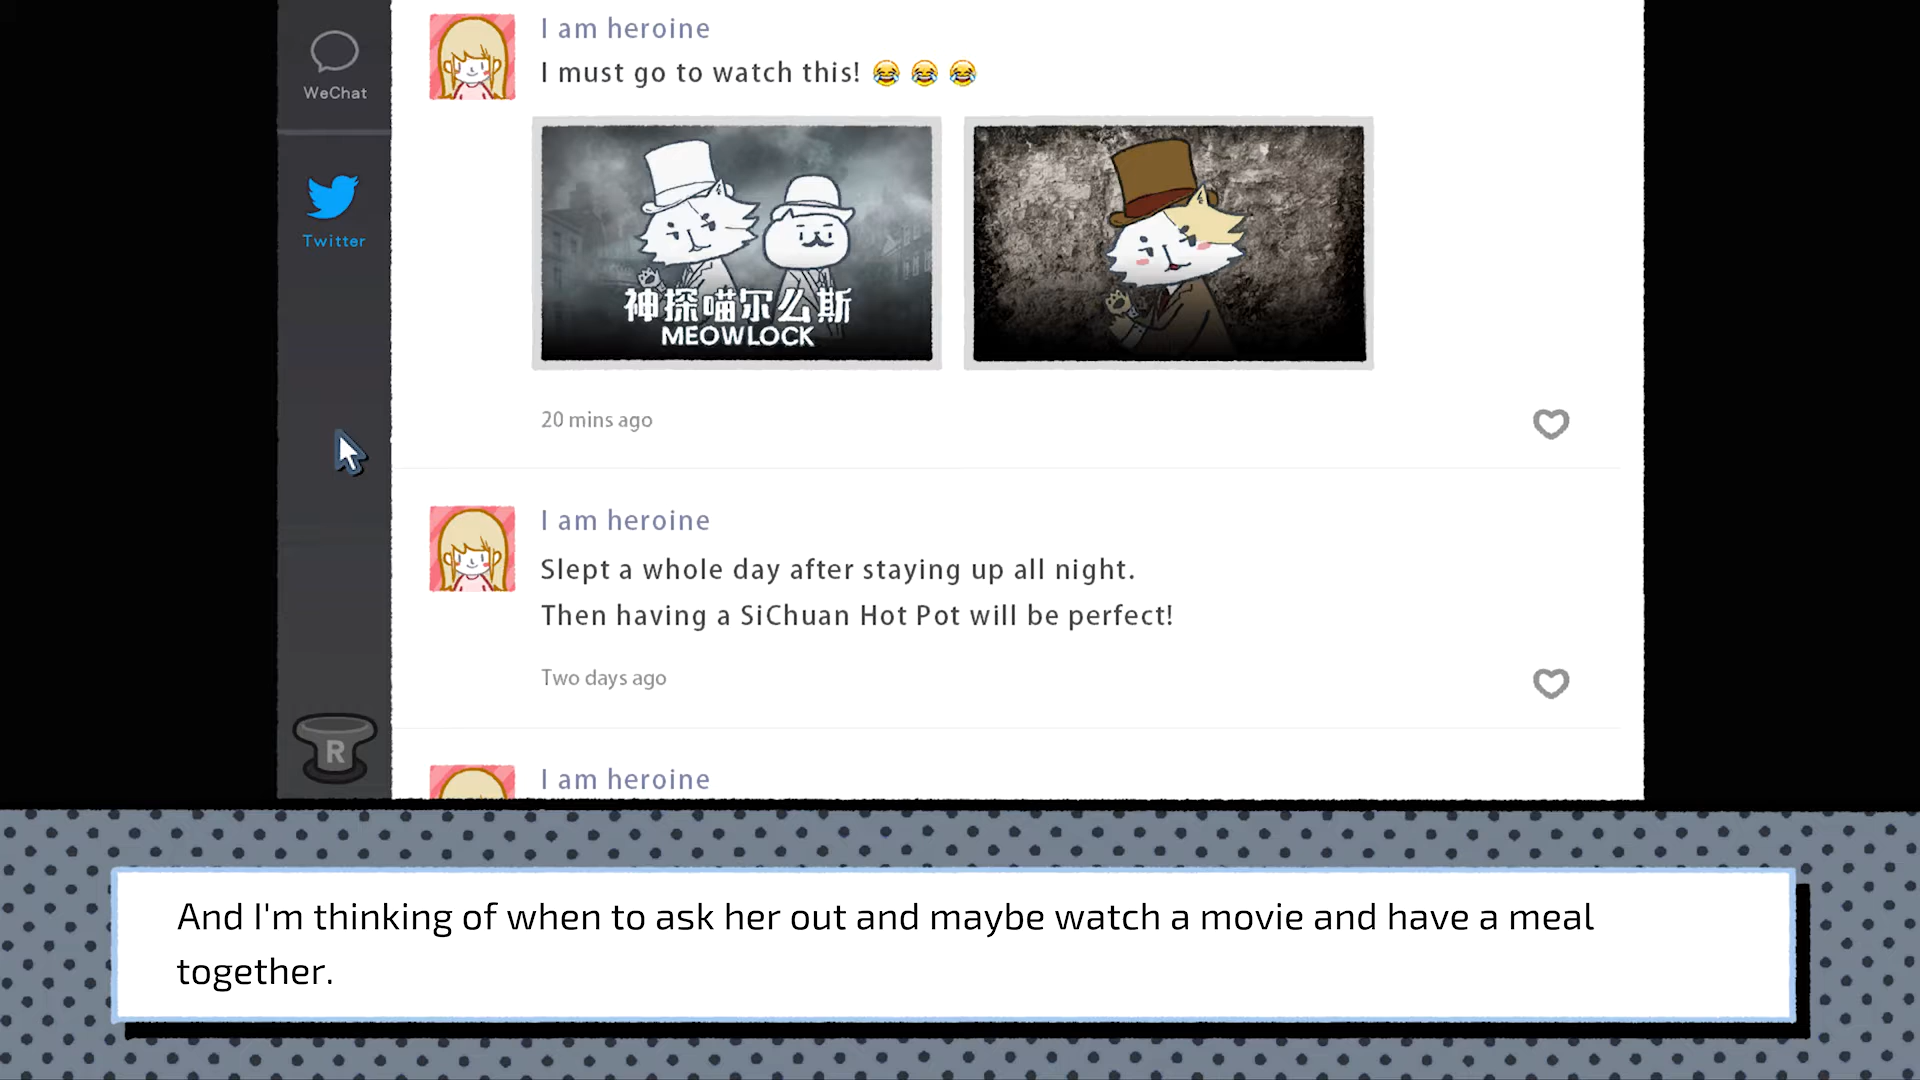 WeChat
Twitter
R
I am heroine
I must go to watch this! 😂 😂 😂
神探喵尔么斯
MEOWLOCK
20 mins ago
I am heroine
Slept a whole day after staying up all night.
Then having a SiChuan Hot Pot will be perfect!
Two days ago
I am heroine
And I'm thinking of when to ask her out and maybe watch a movie and have a meal
together.